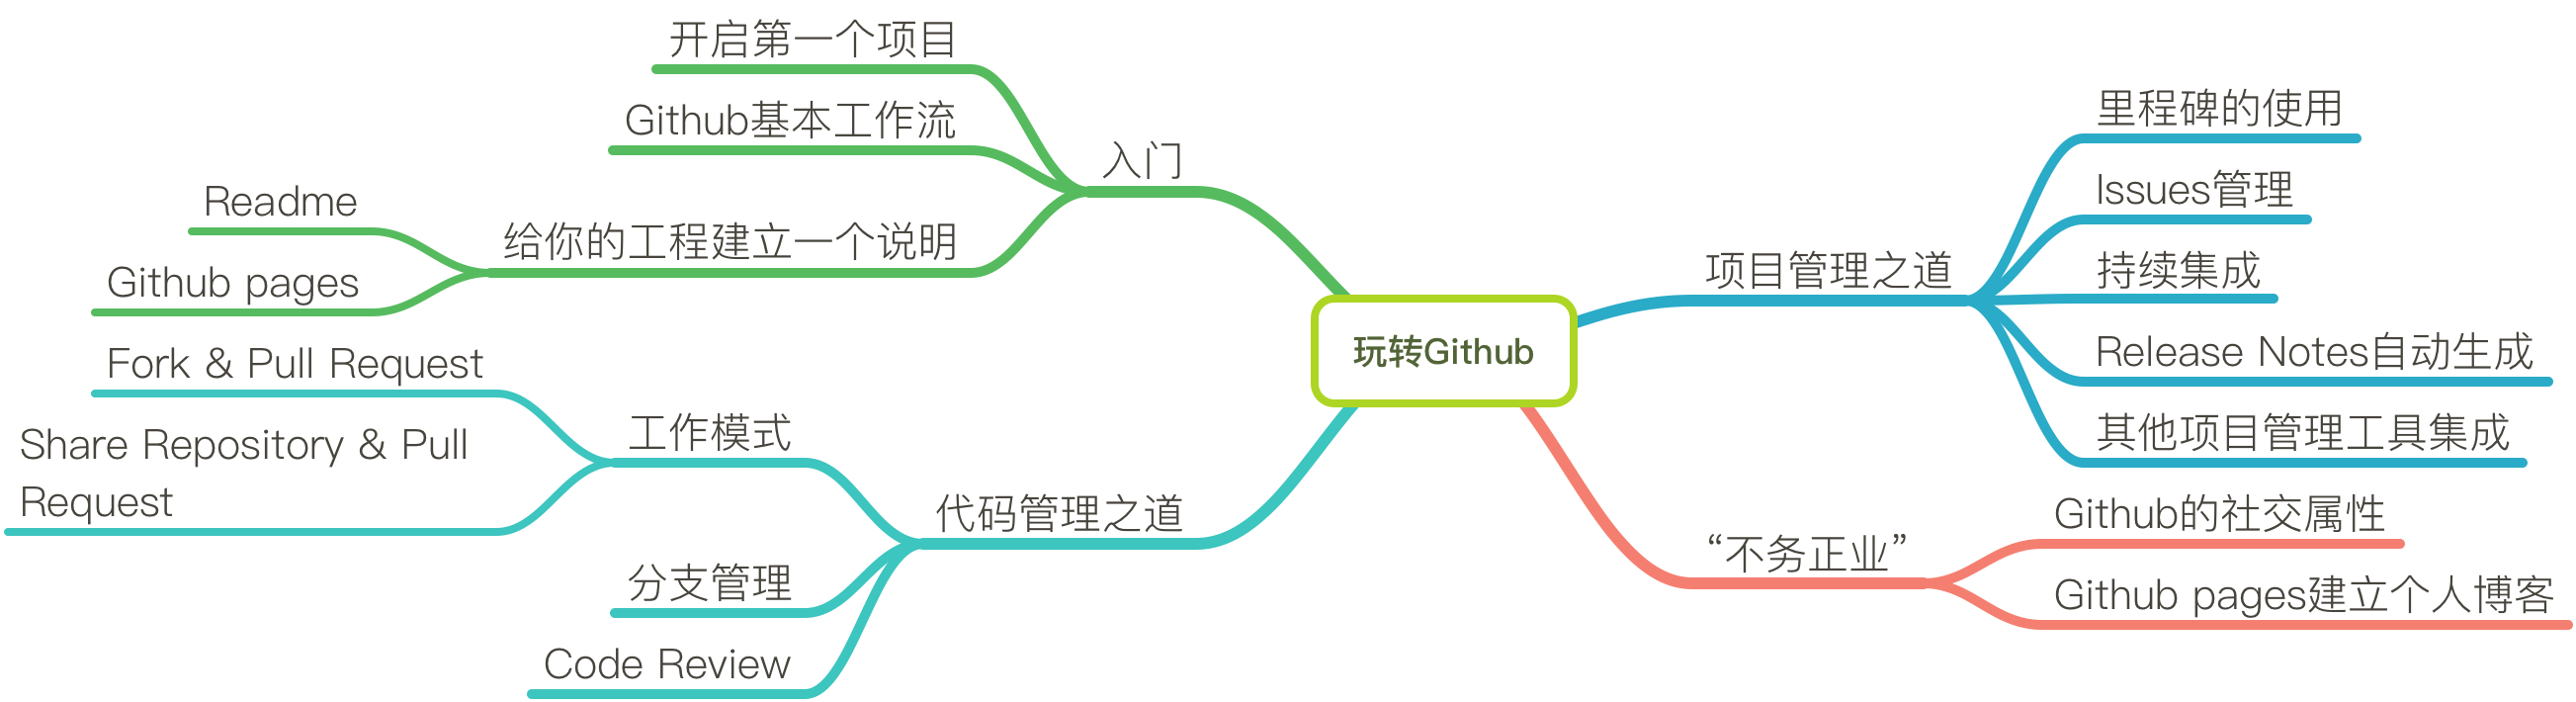 玩转Github
入门
开启第一个项目
Github基本工作流
给你的工程建立一个说明
Readme
Github pages
代码管理之道
工作模式
Fork & Pull Request
Share Repository & Pull
Request
分支管理
Code Review
项目管理之道
里程碑的使用
Issues管理
持续集成
Release Notes自动生成
其他项目管理工具集成
“不务正业”
Github的社交属性
Github pages建立个人博客